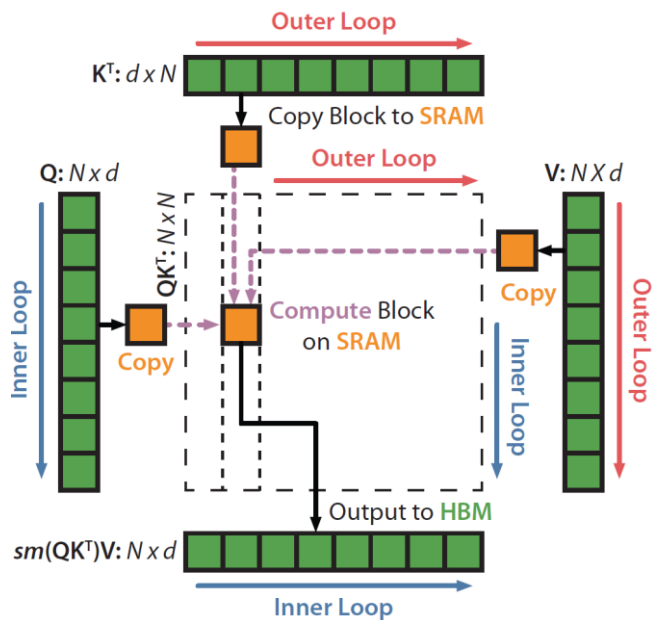 Outer Loop
Kᵀ: d x N
Copy Block to SRAM
Outer Loop
Q: N x d
V: N X d
QKᵀ: N x N
Copy
Compute Block
on SRAM
Copy
Inner Loop
Inner Loop
Outer Loop
Output to HBM
sm(QKᵀ)V: N x d
Inner Loop